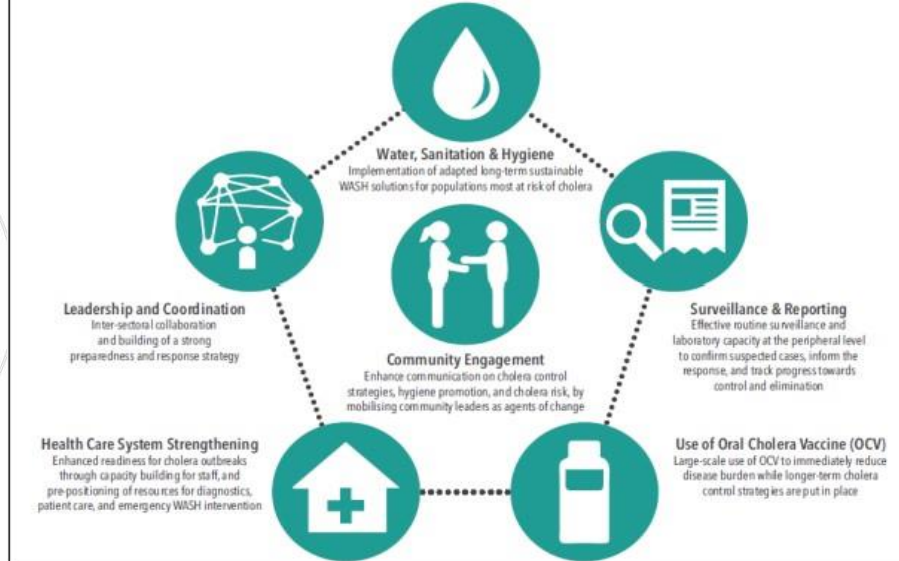 Water, Sanitation & Hygiene
Implementation of adapted long-term sustainable
WASH solutions for populations most at risk of cholera
Leadership and Coordination
Inter-sectoral collaboration
and building of a strong
preparedness and response strategy
Surveillance & Reporting
Effective routine surveillance and
laboratory capacity at the peripheral level
to confirm suspected cases, inform the
response, and track progress towards
control and elimination
Community Engagement
Enhance communication on cholera control
strategies, hygiene promotion, and cholera risk, by
mobilising community leaders as agents of change
Health Care System Strengthening
Enhanced readiness for cholera outbreaks
through capacity building for staff, and
pre-positioning of resources for diagnostics,
patient care, and emergency WASH intervention
Use of Oral Cholera Vaccine (OCV)
Large-scale use of OCV to immediately reduce
disease burden while longer-term cholera
control strategies are put in place